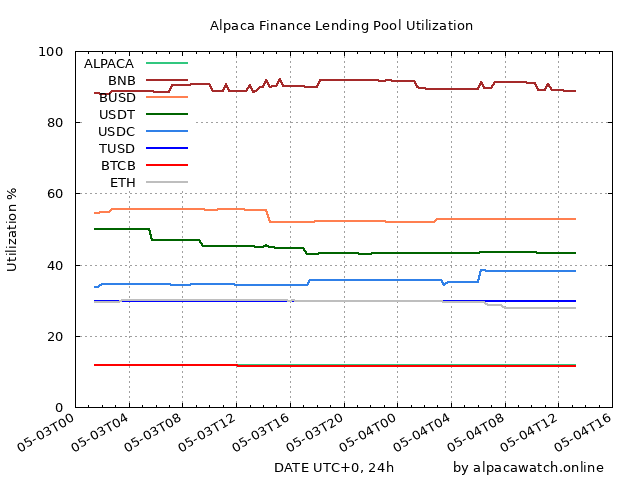 Alpaca Finance Lending Pool Utilization
Utilization %
100
80
60
40
20
0
ALPACA
BNB
BUSD
USDT
USDC
TUSD
BTCB
ETH
05-03T00
05-03T04
05-03T08
05-03T12
05-03T16
05-03T20
05-04T00
05-04T04
05-04T08
05-04T12
05-04T16
DATE UTC+0, 24h
by alpacawatch.online